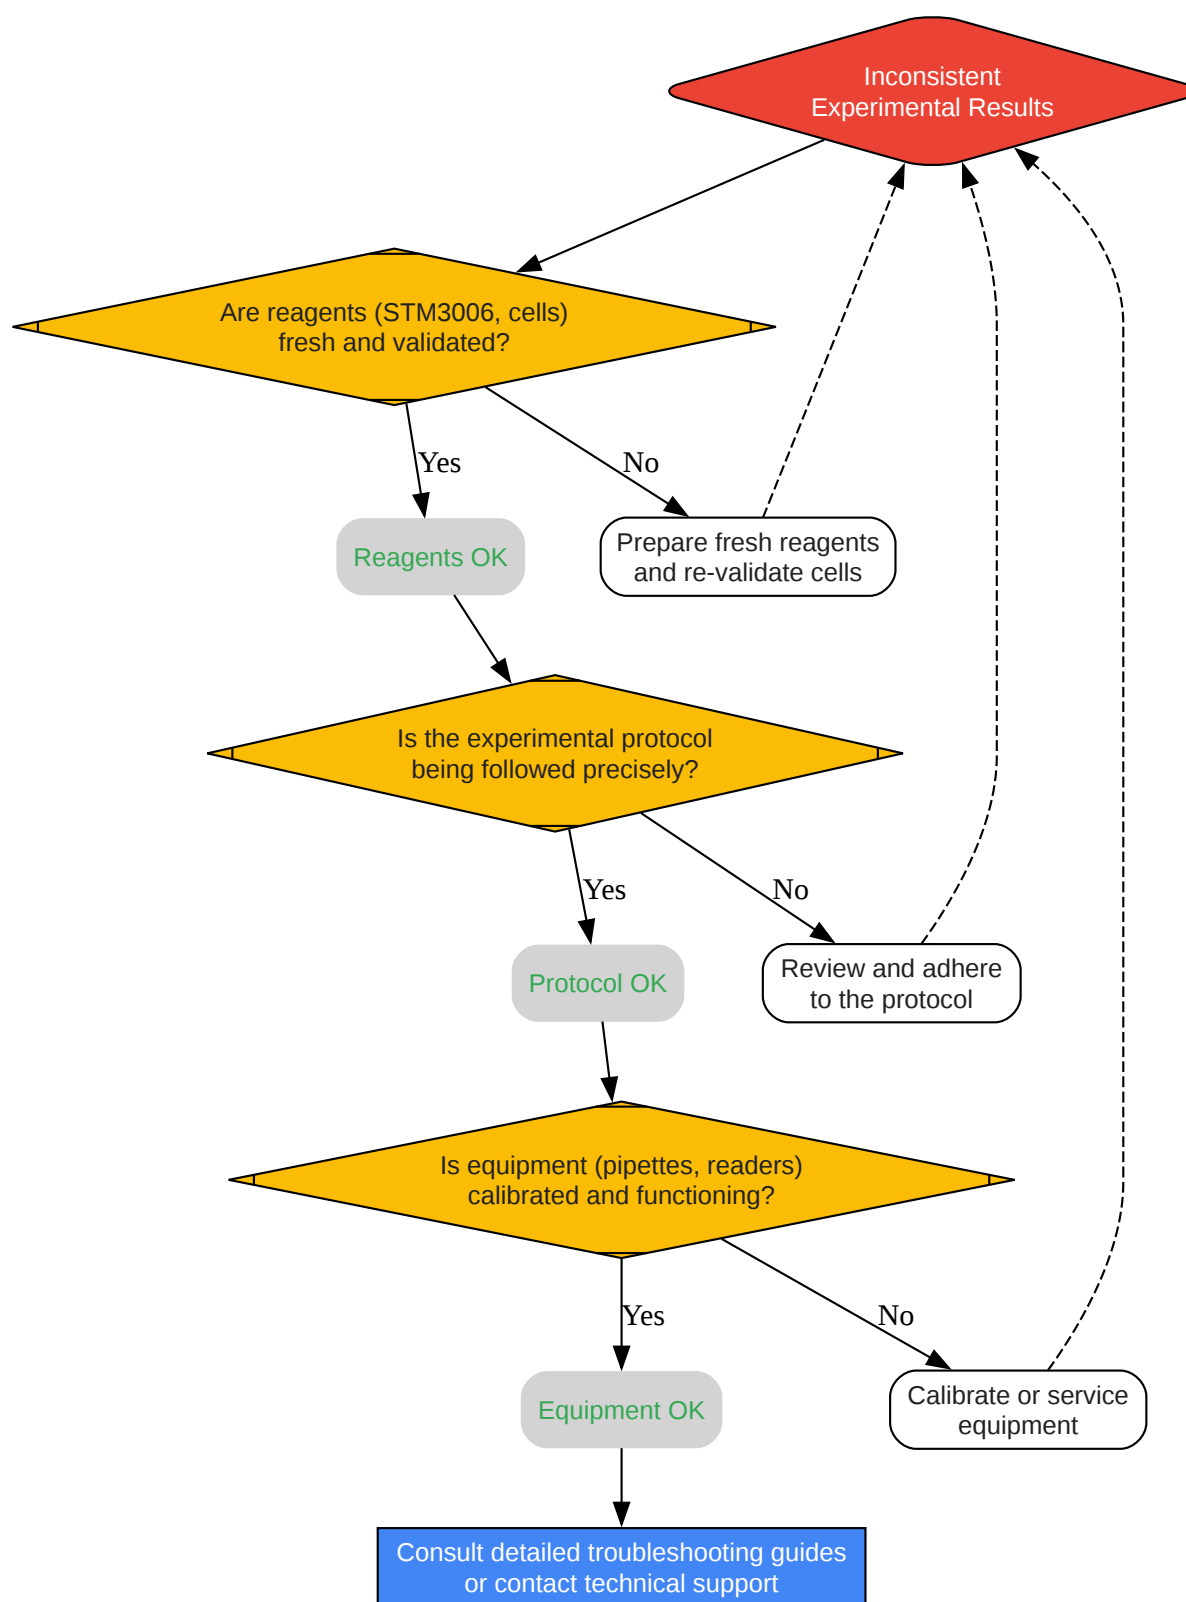 Inconsistent
Experimental Results
Are reagents (STM3006, cells)
fresh and validated?
Yes
No
Reagents OK
Prepare fresh reagents
and re-validate cells
Is the experimental protocol
being followed precisely?
Yes
No
Protocol OK
Review and adhere
to the protocol
Is equipment (pipettes, readers)
calibrated and functioning?
Yes
No
Equipment OK
Calibrate or service
equipment
Consult detailed troubleshooting guides
or contact technical support